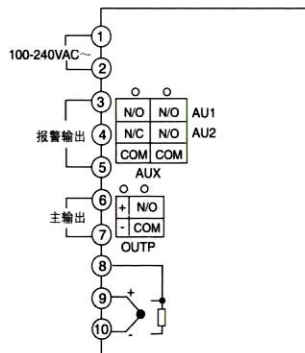 1
100-240VAC～
2
3
N/O N/O AU1
报警输出
4
N/C N/O AU2
COM COM
5
AUX
6
+ N/O
主输出
7
- COM
OUTP
8
9
+
10
-